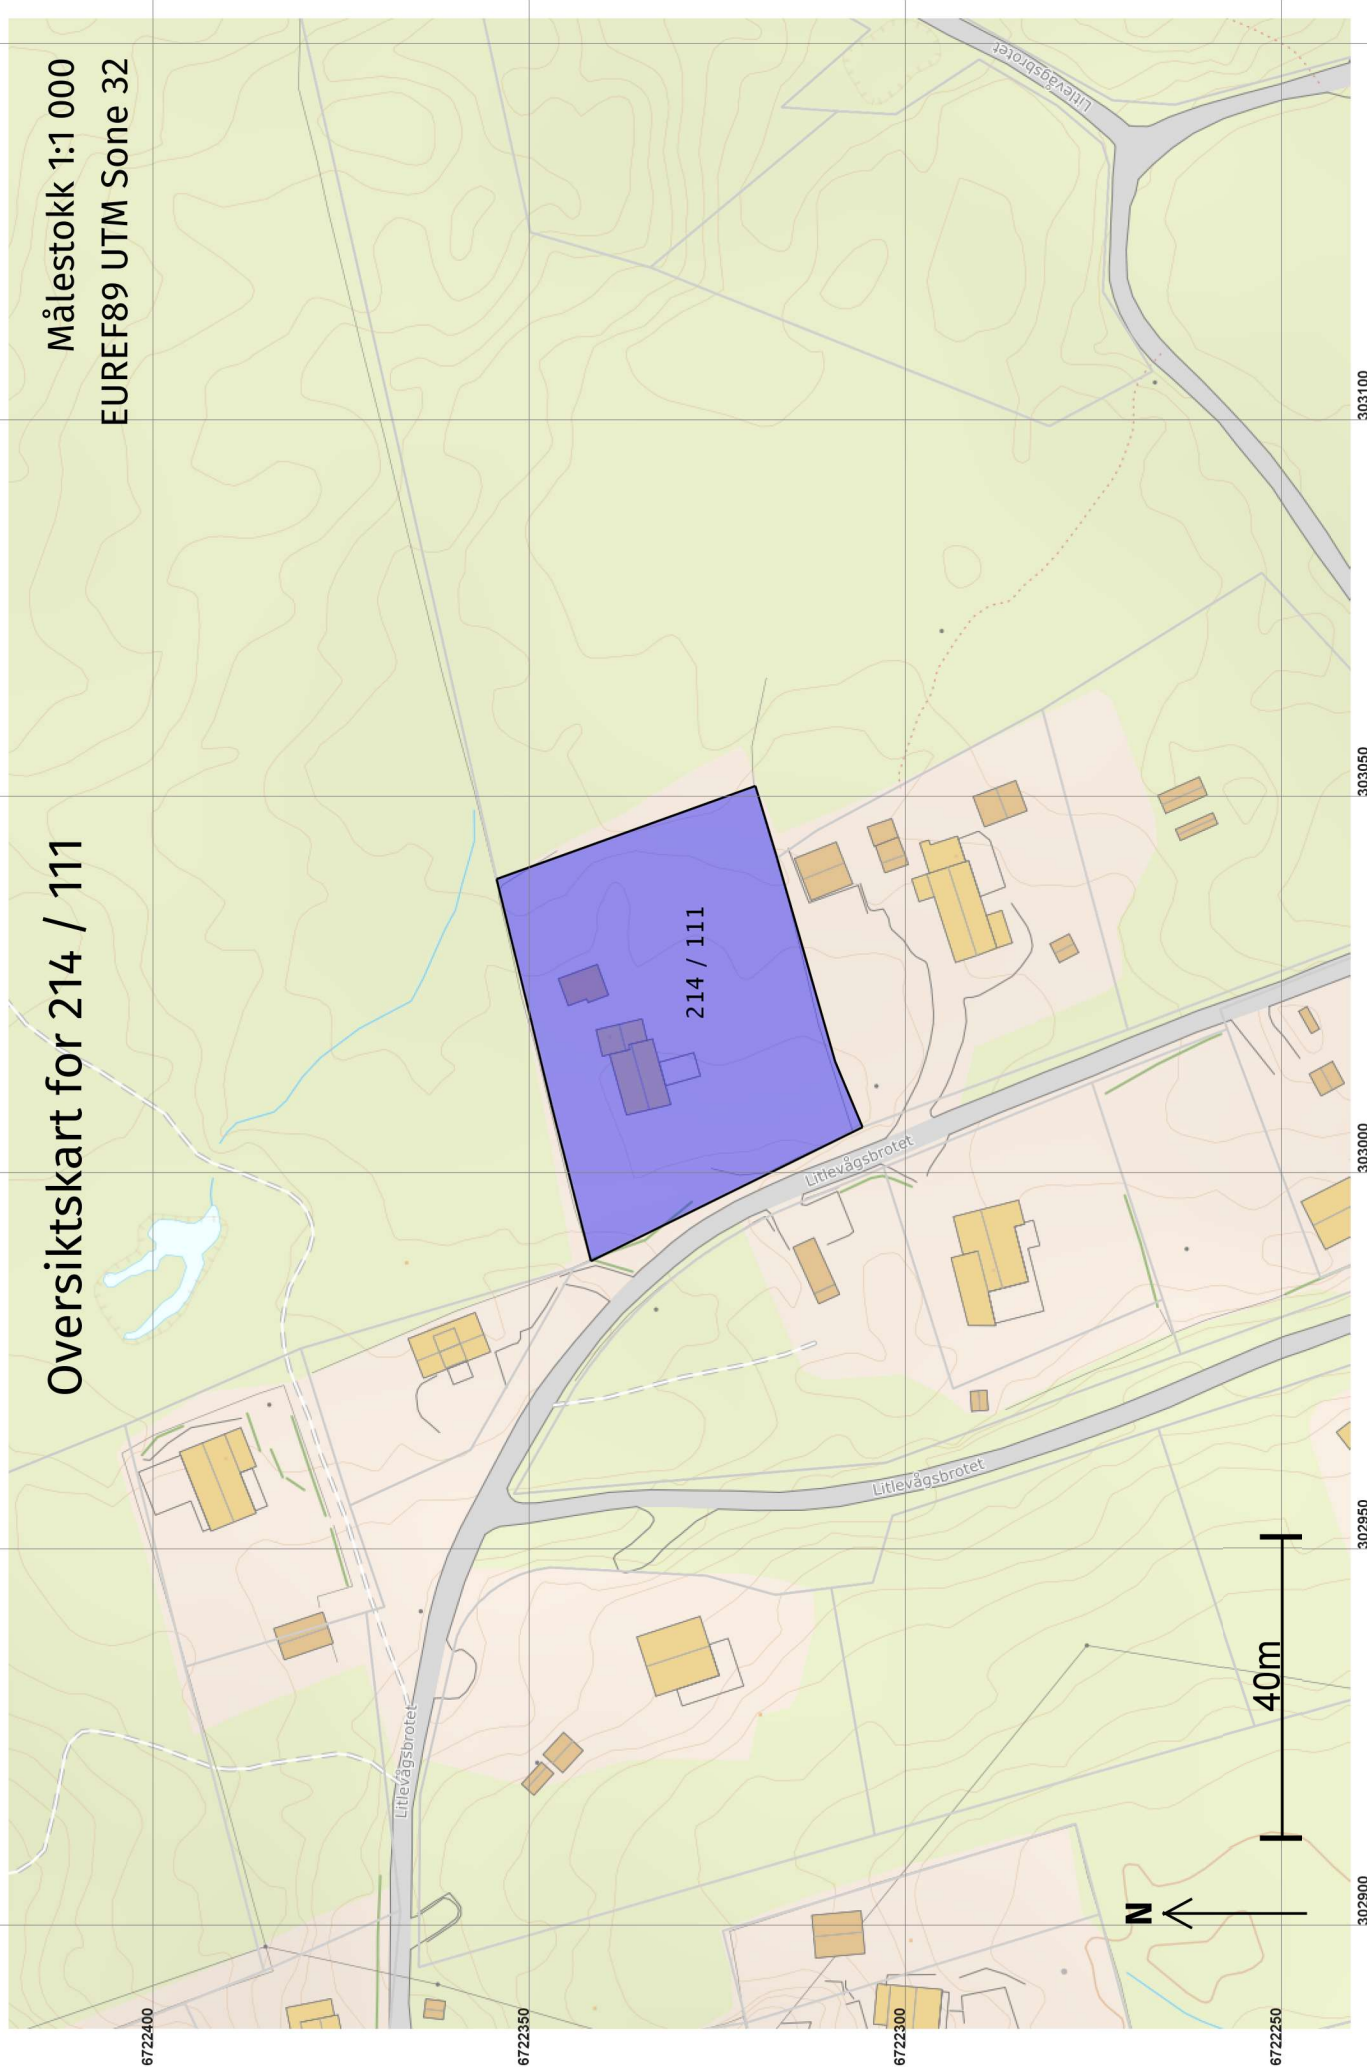 Oversiktskart for 214 / 111
Målestokk 1:1 000
EUREF89 UTM Sone 32
6722400
6722350
6722300
6722250
214 / 111
Litlevågsbrotet
Litlevågsbrotet
Litlevågsbrotet
Litlevågsbrotet
N
40m
302900
302950
303000
303050
303100